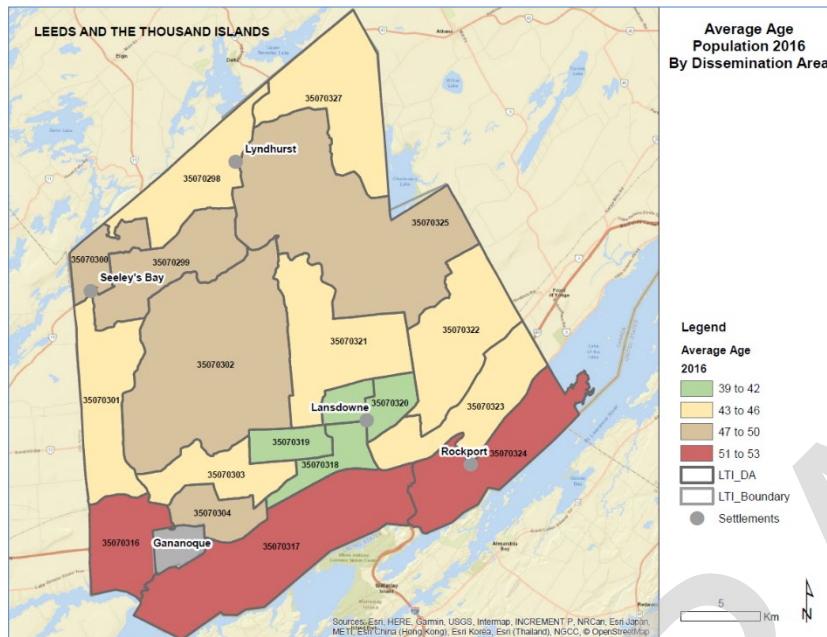 LEEDS AND THE THOUSAND ISLANDS
Average Age
Population 2016
By Dissemination Area
35070327
Lyndhurst
35070298
35070325
35070300
35070299
Seeley's Bay
35070322
35070321
35070302
35070301
35070320
Lansdowne
35070323
35070319
35070318
Rockport
35070324
35070303
35070304
Gananoque
35070316
35070317
Legend
Average Age
2016
39 to 42
43 to 46
47 to 50
51 to 53
LTI_DA
LTI_Boundary
Settlements
5
Km
N
Sources: Esri, HERE, Garmin, USGS, Intermap, INCREMENT P, NRCan, Esri Japan,
METI, Esri China (Hong Kong), Esri Korea, Esri (Thailand), NGCC, © OpenStreetMap